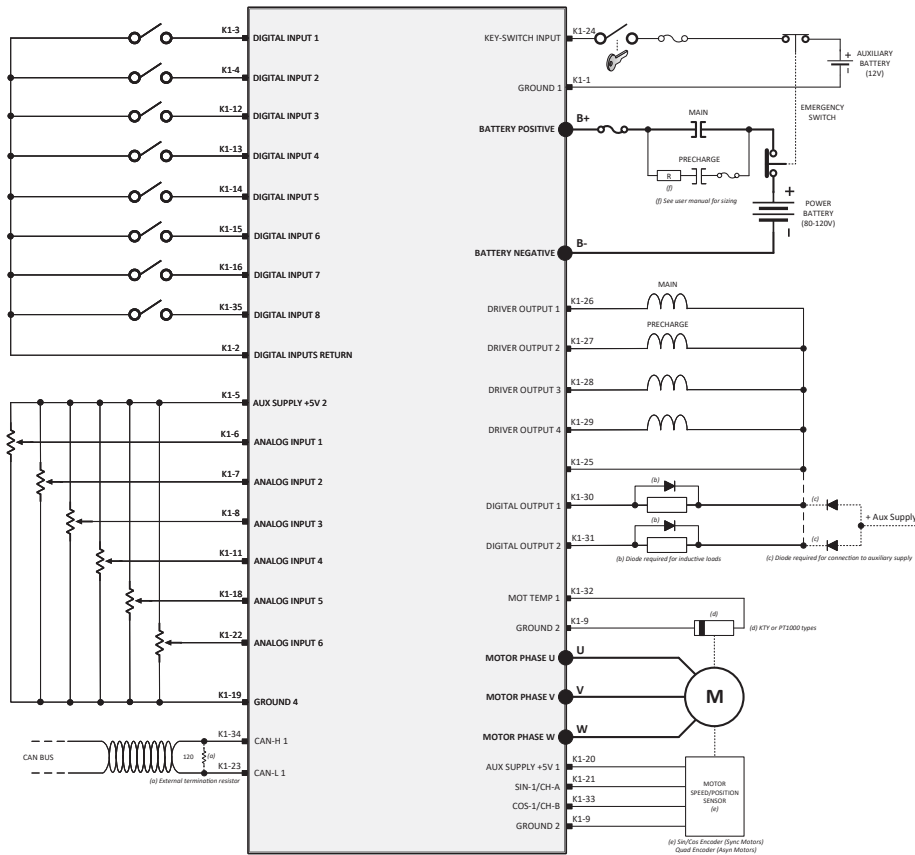 K1-3 DIGITAL INPUT 1
K1-4 DIGITAL INPUT 2
K1-12 DIGITAL INPUT 3
K1-13 DIGITAL INPUT 4
K1-14 DIGITAL INPUT 5
K1-15 DIGITAL INPUT 6
K1-16 DIGITAL INPUT 7
K1-35 DIGITAL INPUT 8
K1-2 DIGITAL INPUTS RETURN
K1-5 AUX SUPPLY +5V 2
K1-6 ANALOG INPUT 1
K1-7 ANALOG INPUT 2
K1-8 ANALOG INPUT 3
K1-11 ANALOG INPUT 4
K1-18 ANALOG INPUT 5
K1-22 ANALOG INPUT 6
K1-19 GROUND 4
K1-34 CAN-H 1
CAN BUS
120 (a)
K1-23 CAN-L 1
(a) External termination resistor
KEY-SWITCH INPUT K1-24
+
AUXILIARY
BATTERY
(12V)
GROUND 1 K1-1
EMERGENCY
SWITCH
BATTERY POSITIVE B+
MAIN
PRECHARGE
R
(f)
(f) See user manual for sizing
+
POWER
BATTERY
(80-120V)
BATTERY NEGATIVE B-
MAIN
DRIVER OUTPUT 1 K1-26
PRECHARGE
DRIVER OUTPUT 2 K1-27
DRIVER OUTPUT 3 K1-28
DRIVER OUTPUT 4 K1-29
K1-25
(b)
DIGITAL OUTPUT 1 K1-30
(c)
+ Aux Supply
(b)
DIGITAL OUTPUT 2 K1-31
(c)
(b) Diode required for inductive loads
(c) Diode required for connection to auxiliary supply
MOT TEMP 1 K1-32
(d)
GROUND 2 K1-9
(d) KTY or PT1000 types
MOTOR PHASE U U
MOTOR PHASE V V
M
MOTOR PHASE W W
AUX SUPPLY +5V 1 K1-20
SIN-1/CH-A K1-21
COS-1/CH-B K1-33
GROUND 2 K1-9
MOTOR
SPEED/POSITION
SENSOR
(e)
(e) Sin/Cos Encoder (Sync Motors)
Quad Encoder (Asyn Motors)